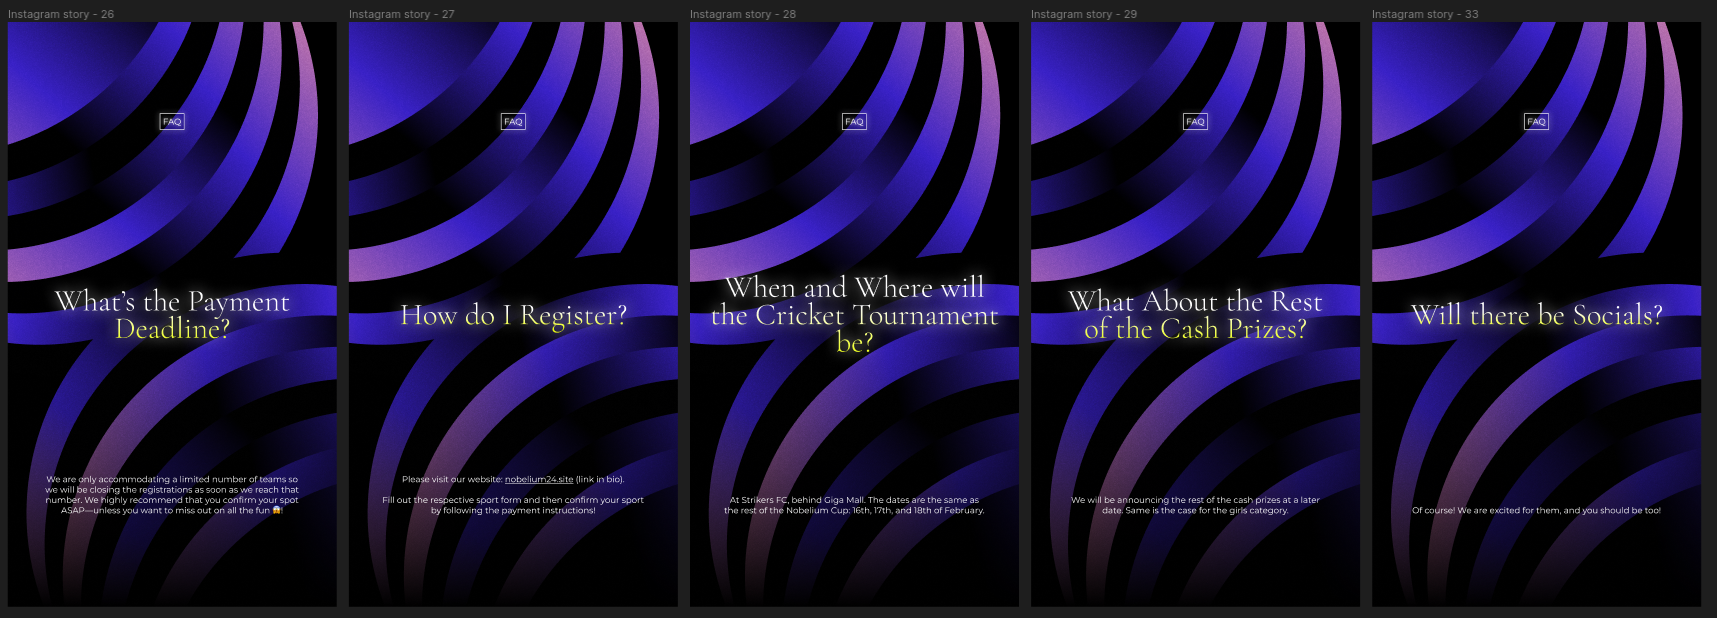 Instagram story - 26
FAQ
What's the Payment
Deadline?
We are only accommodating a limited number of teams so
we will be closing the registrations as soon as we reach that
number. We highly recommend that you confirm your spot
ASAP—unless you want to miss out on all the fun 😱!
Instagram story - 27
FAQ
How do I Register?
Please visit our website: nobelium24.site (link in bio).
Fill out the respective sport form and then confirm your sport
by following the payment instructions!
Instagram story - 28
FAQ
When and Where will
the Cricket Tournament
be?
At Strikers FC, behind Giga Mall. The dates are the same as
the rest of the Nobelium Cup: 16th, 17th, and 18th of February.
Instagram story - 29
FAQ
What About the Rest
of the Cash Prizes?
We will be announcing the rest of the cash prizes at a later
date. Same is the case for the girls category.
Instagram story - 33
FAQ
Will there be Socials?
Of course! We are excited for them, and you should be too!